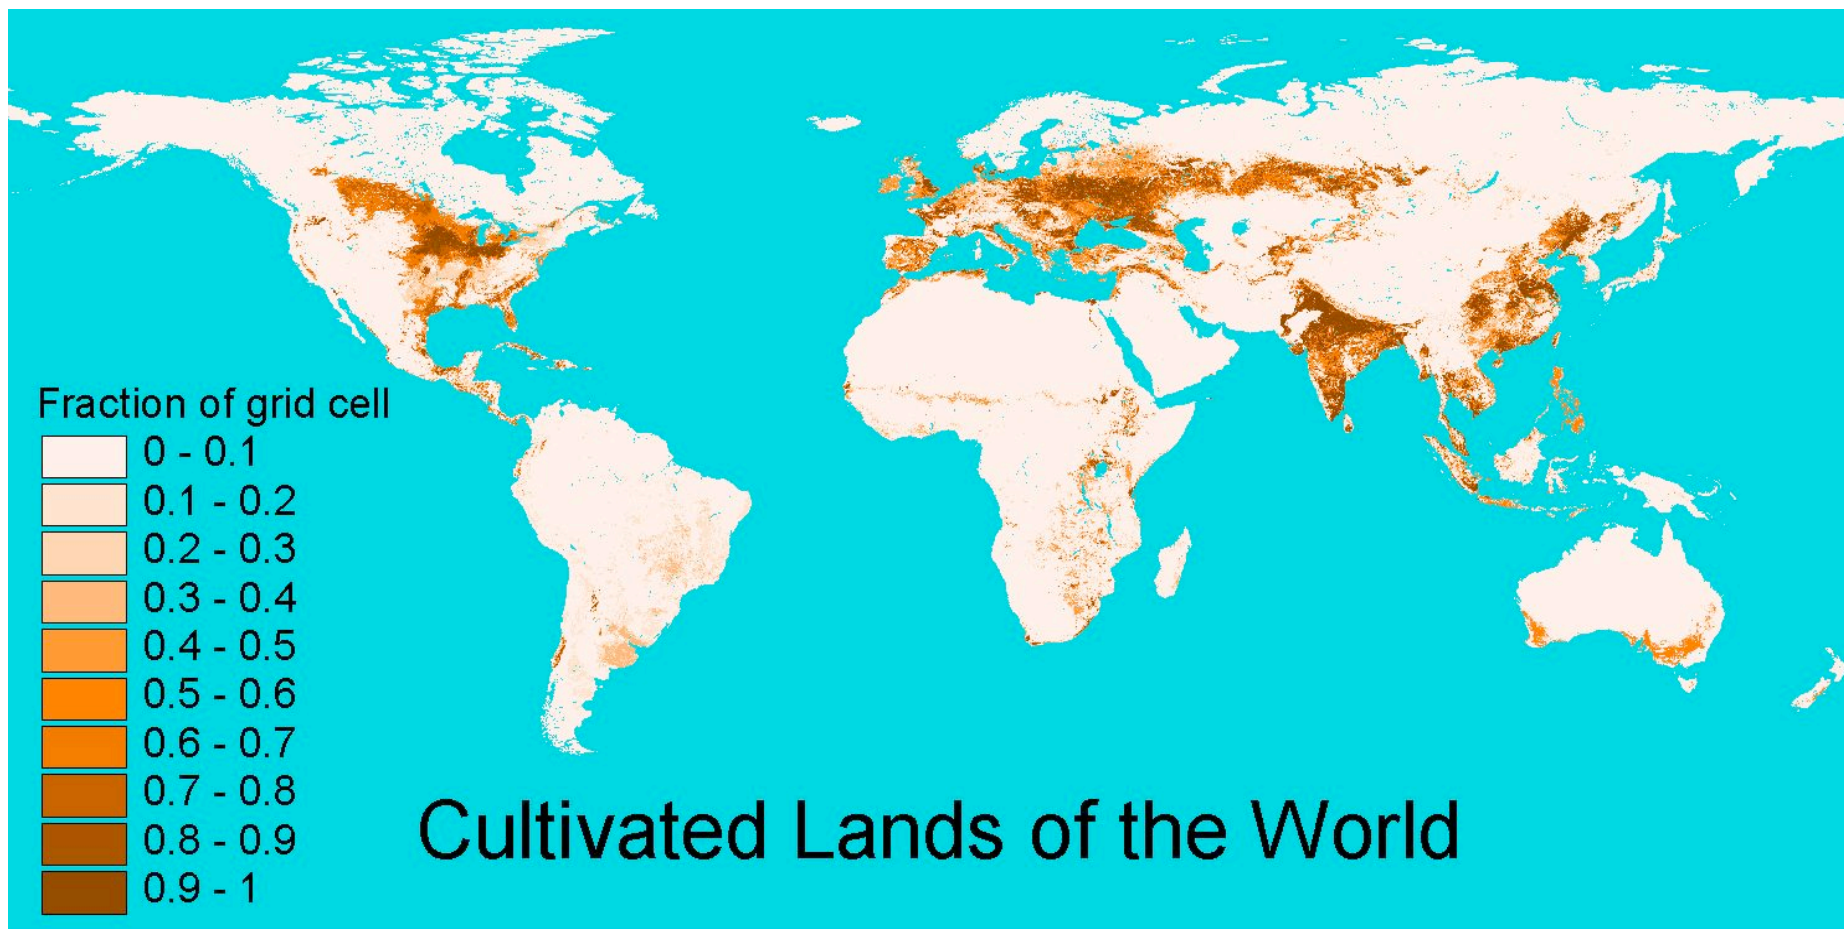 Fraction of grid cell
0 - 0.1
0.1 - 0.2
0.2 - 0.3
0.3 - 0.4
0.4 - 0.5
0.5 - 0.6
0.6 - 0.7
0.7 - 0.8
0.8 - 0.9
0.9 - 1
Cultivated Lands of the World